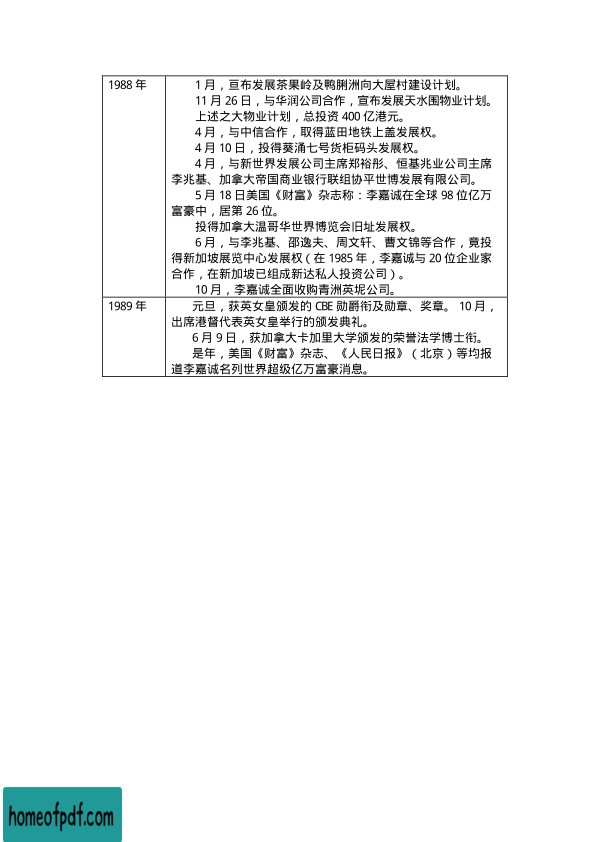 1988 年
1 月，亘布发展茶果岭及鸭脷洲向大屋村建设计划。
11 月 26 日，与华润公司合作，宣布发展天水围物业计划。
上述之大物业计划，总投资 400 亿港元。
4 月，与中信合作，取得蓝田地铁上盖发展权。
4 月 10 日，投得葵涌七号货柜码头发展权。
4 月，与新世界发展公司主席郑裕彤、恒基兆业公司主席
李兆基、加拿大帝国商业银行联组协平世博发展有限公司。
5 月 18 日美国《财富》杂志称：李嘉诚在全球 98 位亿万
富豪中，居第 26 位。
投得加拿大温哥华世界博览会旧址发展权。
6 月，与李兆基、邵逸夫、周文轩、曹文锦等合作，竟投
得新加坡展览中心发展权（在 1985 年，李嘉诚与 20 位企业家
合作，在新加坡已组成新达私人投资公司）。
10 月，李嘉诚全面收购青洲英坭公司。
1989 年
元旦，获英女皇颁发的 CBE 勋爵衔及勋章、奖章。 10 月，
出席港督代表英女皇举行的颁发典礼。
6 月 9 日，获加拿大卡加里大学颁发的荣誉法学博士衔。
是年，美国《财富》杂志、《人民日报》（北京）等均报
道李嘉诚名列世界超级亿万富豪消息。
homeofpdf.com